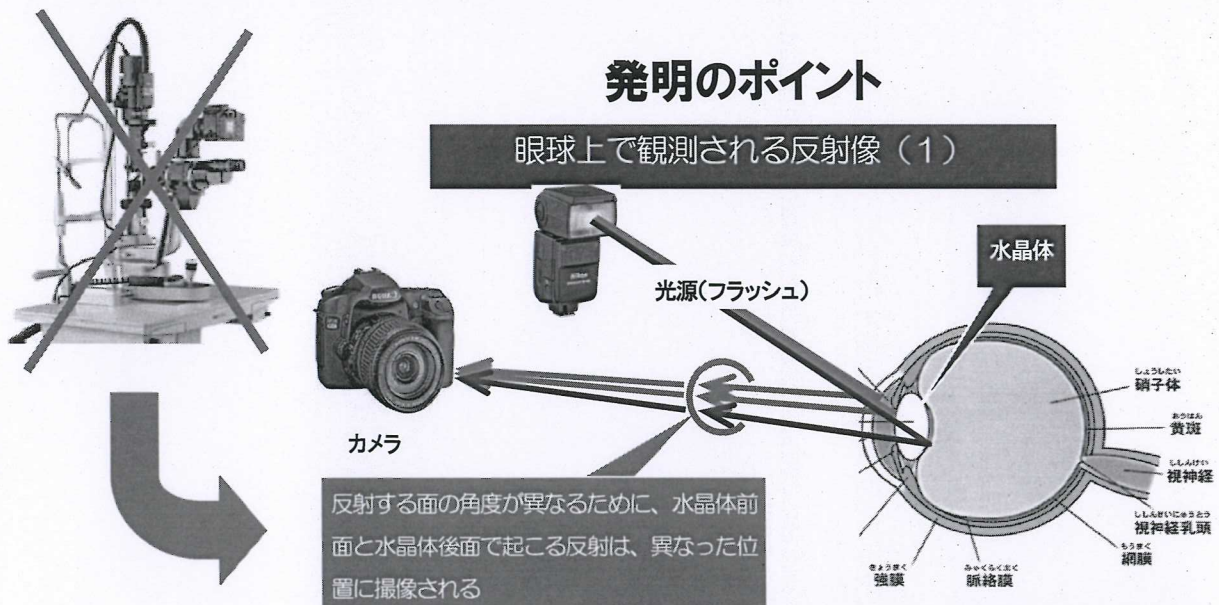 発明のポイント
眼球上で観測される反射像（1）
水晶体
光源(フラッシュ)
カメラ
反射する面の角度が異なるために、水晶体前
面と水晶体後面で起こる反射は、異なった位
置に撮像される
しょうしたい
硝子体
おうはん
黄斑
ししんけい
視神経
ししんけいにゅうとう
視神経乳頭
もうまく
網膜
みゃくらくまく
脈絡膜
きょうまく
強膜
Nikon